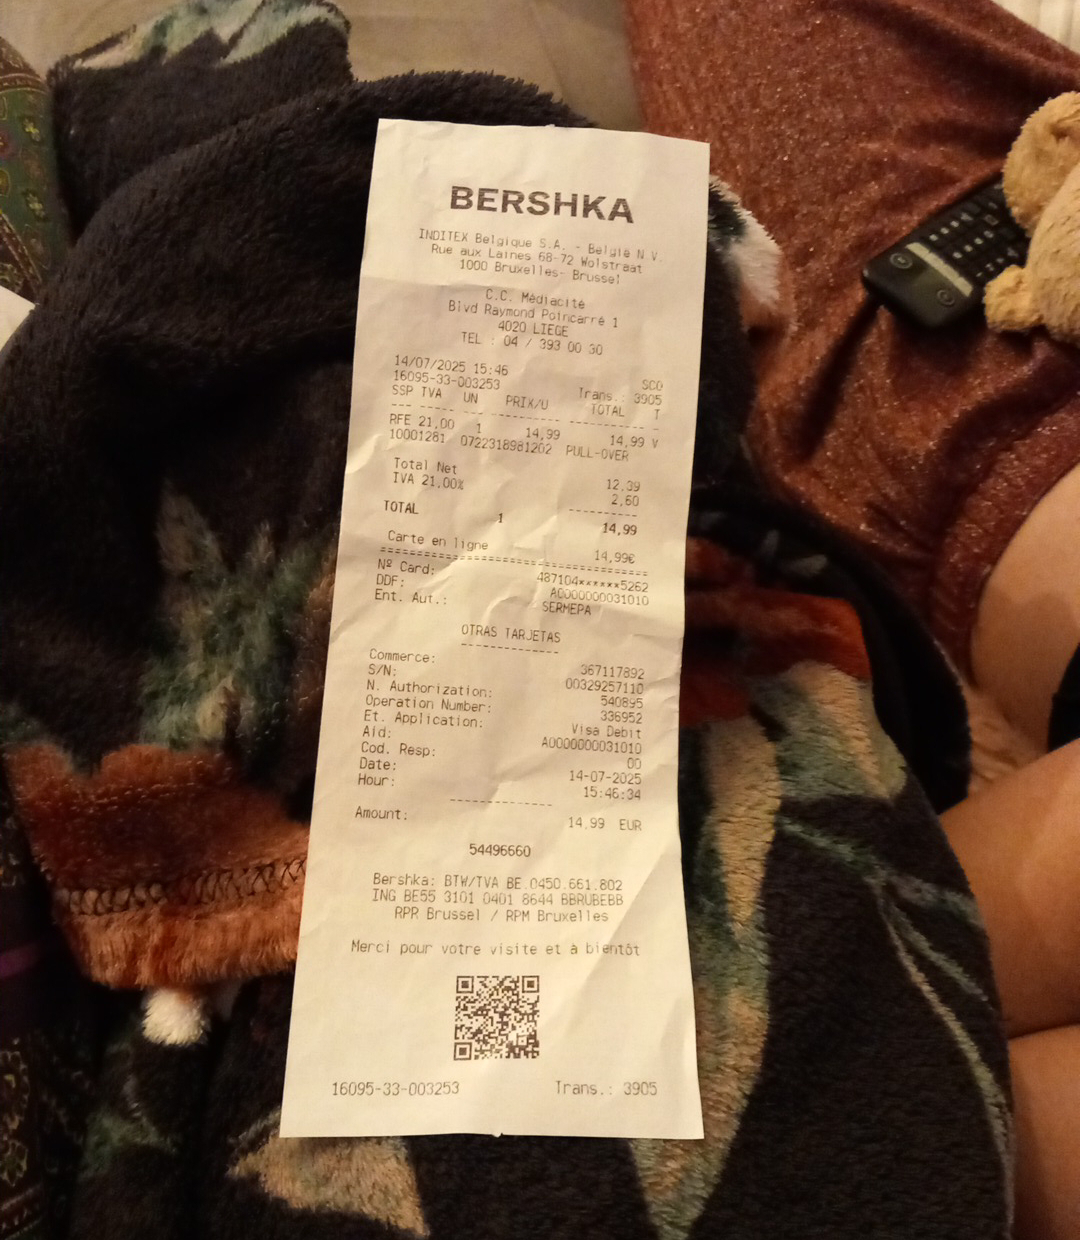 BERSHKA
INDITEX Belgique S.A. - België N.V.
Rue aux Laines 68-72 Wolstraat
1000 Bruxelles- Brussel
C.C. Médiacité
Blvd Raymond Poincarré 1
4020 LIEGE
TEL : 04 / 393 00 30
14/07/2025 15:46 SCO
16095-33-003253 Trans.: 3905
SSP TVA UN PRIX/U TOTAL T
RFE 21,00 1 14,99 14,99 V
10001281 0722318981202 PULL-OVER
Total Net 12,39
IVA 21,00% 2,60
TOTAL 1 14,99
Carte en ligne 14,99€
Nº Card: 487104******5262
DDF: A0000000031010
Ent. Aut.: SERMEPA
OTRAS TARJETAS
Commerce: 367117892
S/N: 00329257110
N. Authorization: 540895
Operation Number: 336952
Et. Application: Visa Debit
Aid: A0000000031010
Cod. Resp: 00
Date: 14-07-2025
Hour: 15:46:34
Amount: 14,99 EUR
54496660
Bershka: BTW/TVA BE.0450.661.802
ING BE55 3101 0401 8644 BBRUBEBB
RPR Brussel / RPM Bruxelles
Merci pour votre visite et à bientôt
16095-33-003253 Trans.: 3905